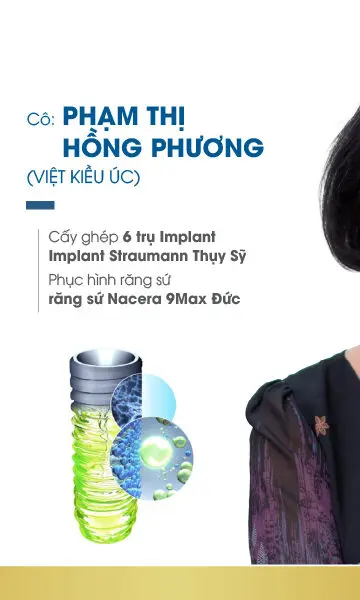 Cô: PHẠM THỊ
HỒNG PHƯƠNG
(VIỆT KIỀU ÚC)
Cấy ghép 6 trụ Implant
Implant Straumann Thụy Sỹ
Phục hình răng sứ
răng sứ Nacera 9Max Đức